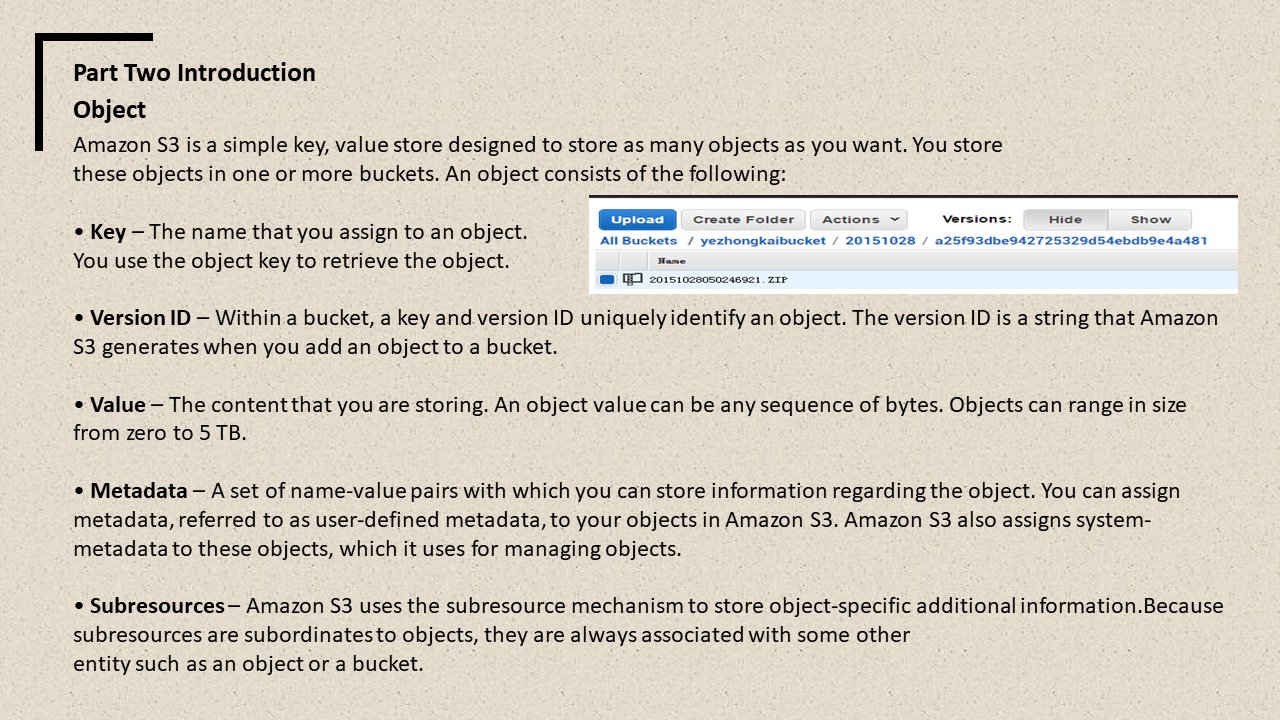 Part Two Introduction
Object
Amazon S3 is a simple key, value store designed to store as many objects as you want. You store
these objects in one or more buckets. An object consists of the following:
• Key – The name that you assign to an object.
You use the object key to retrieve the object.
Upload Create Folder Actions Versions: Hide Show
All Buckets / yezhongkaibucket / 20151028 / a25f93dbe942725329d54ebdb9e4a481
Name
20151028050246921.ZIP
• Version ID – Within a bucket, a key and version ID uniquely identify an object. The version ID is a string that Amazon
S3 generates when you add an object to a bucket.
• Value – The content that you are storing. An object value can be any sequence of bytes. Objects can range in size
from zero to 5 TB.
• Metadata – A set of name-value pairs with which you can store information regarding the object. You can assign
metadata, referred to as user-defined metadata, to your objects in Amazon S3. Amazon S3 also assigns system-
metadata to these objects, which it uses for managing objects.
• Subresources – Amazon S3 uses the subresource mechanism to store object-specific additional information.Because
subresources are subordinates to objects, they are always associated with some other
entity such as an object or a bucket.